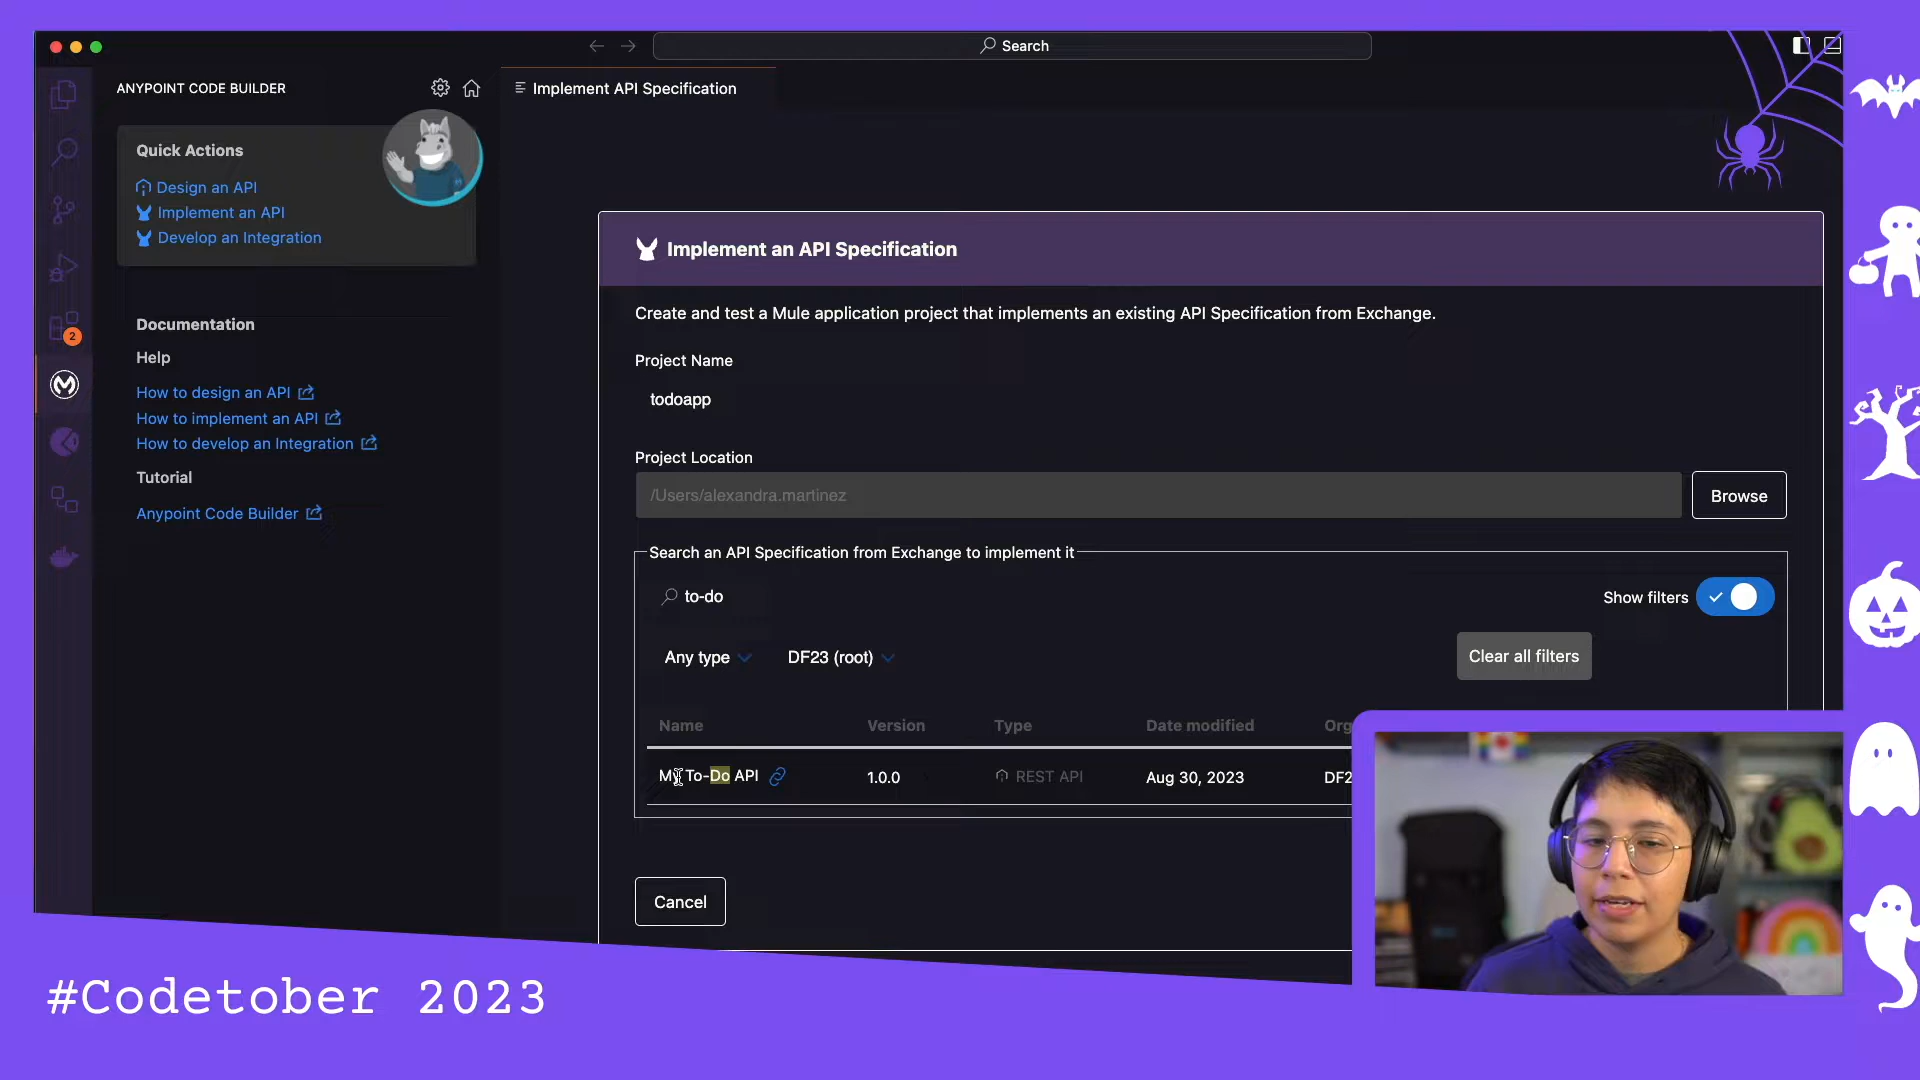 Search
ANYPOINT CODE BUILDER
Implement API Specification
Quick Actions
Design an API
Implement an API
Develop an Integration
Documentation
Help
How to design an API
How to implement an API
How to develop an Integration
Tutorial
Anypoint Code Builder
2
Implement an API Specification
Create and test a Mule application project that implements an existing API Specification from Exchange.
Project Name
todoapp
Project Location
/Users/alexandra.martinez
Browse
Search an API Specification from Exchange to implement it
to-do
Show filters
Any type
DF23 (root)
Clear all filters
Name Version Type Date modified Org
My To-Do API 1.0.0 REST API Aug 30, 2023 DF2
Cancel
#Codetober 2023